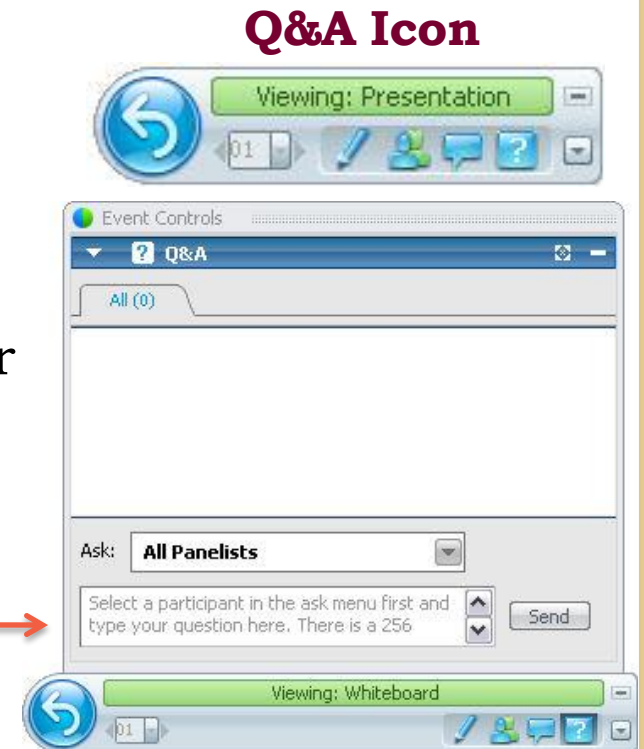 Q&A Icon
Viewing: Presentation
01
?
Event Controls
? Q&A
All (0)
r
Ask: All Panelists
Select a participant in the ask menu first and
type your question here. There is a 256
Send
Viewing: Whiteboard
01
?